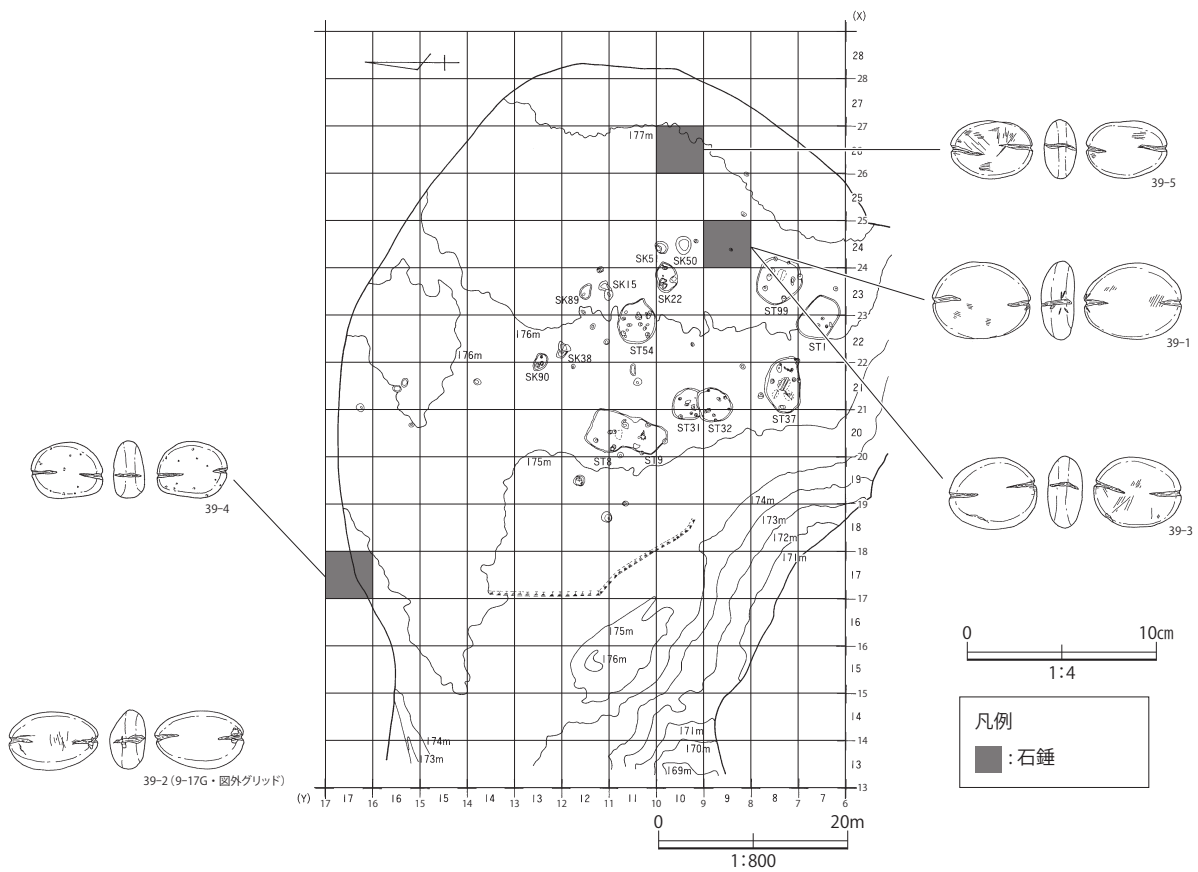 (X)
28
28
27
27
26
26
25
25
24
24
23
23
22
22
21
21
20
20
19
19
18
18
17
17
16
16
15
15
14
14
13
13
177m
SK5
SK50
SK15
SK89
SK22
ST99
176m
176m
ST54
ST1
SK38
SK90
ST37
ST31
ST32
ST8
ST9
175m
174m
173m
172m
171m
175m
176m
174m
173m
171m
170m
169m
(Y)
17
17
16
16
15
15
14
14
13
13
12
12
11
11
10
10
9
9
8
8
7
7
6
0
20m
1:800
39-5
39-1
39-3
39-4
39-2(9-17G・図外グリッド)
0
10㎝
1:4
凡例
:石錘